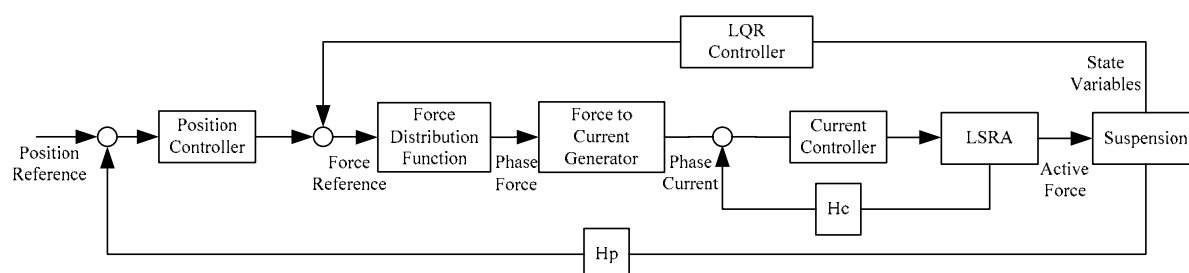 LQR
Controller
State
Variables
Position
Reference
Position
Controller
Force
Reference
Force
Distribution
Function
Phase
Force
Force to
Current
Generator
Phase
Current
Current
Controller
LSRA
Active
Force
Suspension
Hc
Hp